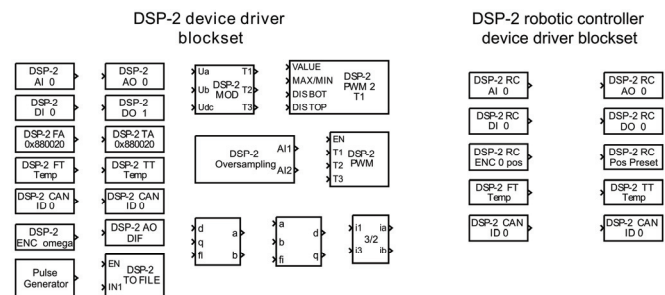 DSP-2 device driver
blockset
DSP-2 robotic controller
device driver blockset
DSP-2
AI 0
DSP-2
AO 0
DSP-2
DI 0
DSP-2
DO 1
DSP-2 FA
0x880020
DSP-2 TA
0x880020
DSP-2 FT
Temp
DSP-2 TT
Temp
DSP-2 CAN
ID 0
DSP-2 CAN
ID 0
DSP-2
ENC omega
DSP-2 AO
DIF
Pulse
Generator
EN
IN1
DSP-2
TO FILE
Ua
Ub
Udc
DSP-2
MOD
T1
T2
T3
VALUE
MAX/MIN
DIS BOT
DIS TOP
DSP-2
PWM 2
T1
DSP-2
Oversampling
AI1
AI2
EN
T1
T2
T3
DSP-2
PWM
d
q
fi
a
b
a
b
fi
d
q
i1
i3
3/2
ia
ib
DSP-2 RC
AI 0
DSP-2 RC
AO 0
DSP-2 RC
DI 0
DSP-2 RC
DO 0
DSP-2 RC
ENC 0 pos
DSP-2 RC
Pos Preset
DSP-2 FT
Temp
DSP-2 TT
Temp
DSP-2 CAN
ID 0
DSP-2 CAN
ID 0